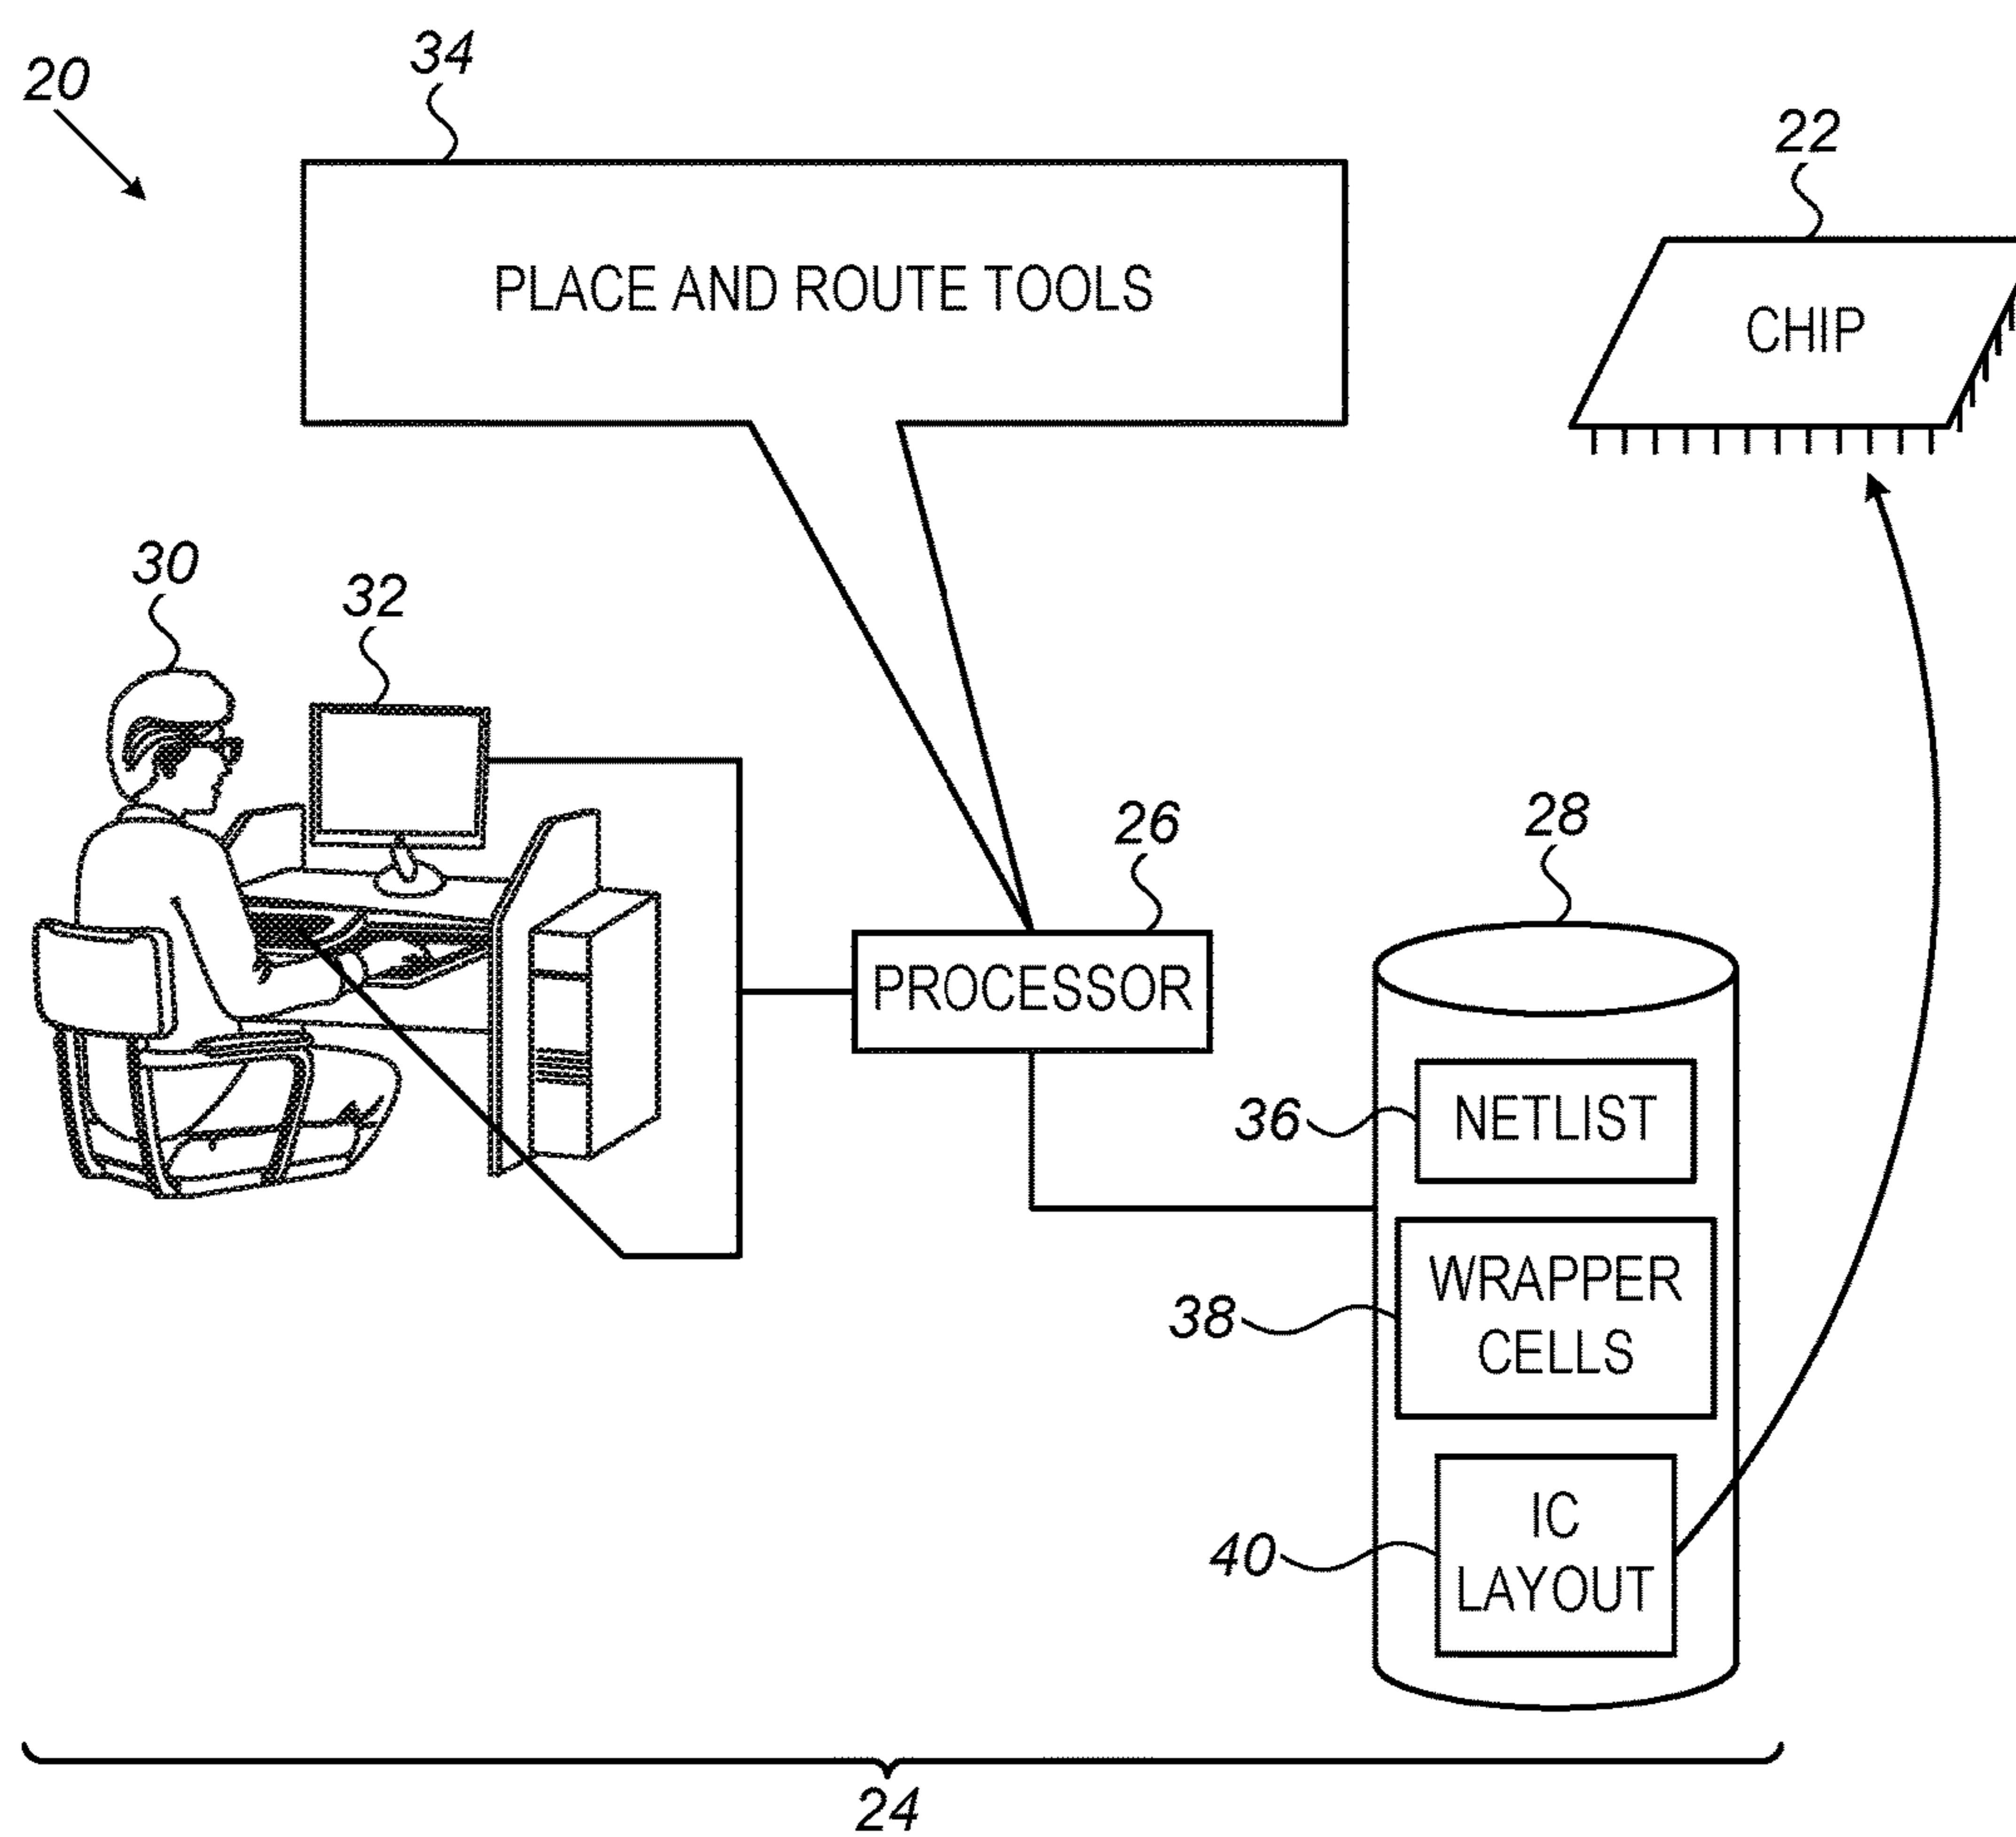 20
34
22
PLACE AND ROUTE TOOLS
CHIP
30
32
26
28
PROCESSOR
36
NETLIST
38
WRAPPER
CELLS
40
IC
LAYOUT
24